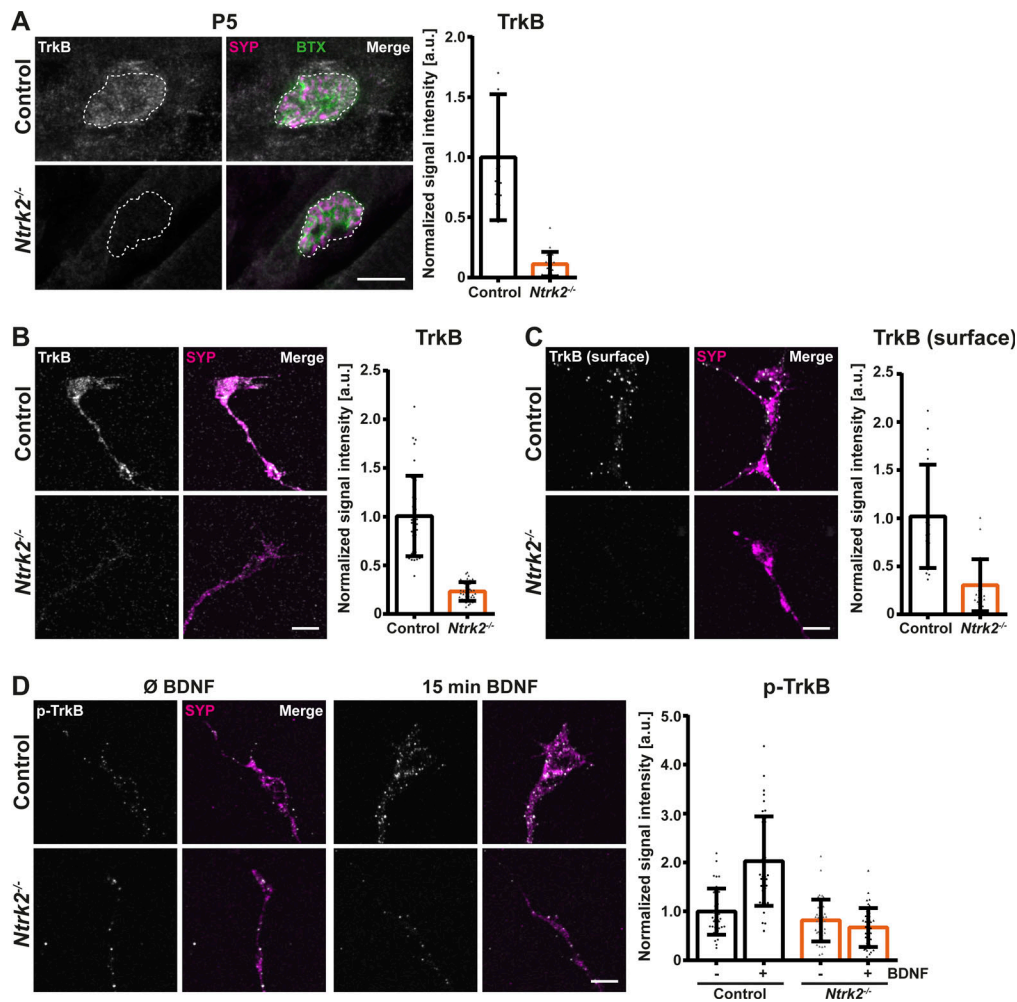 A
P5
TrkB
TrkB
SYP
BTX
Merge
Control
Ntrk2-/-
Normalized signal intensity [a.u.]
2.0
1.5
1.0
0.5
0
Control
Ntrk2-/-
B
TrkB
TrkB
SYP
Merge
Control
Ntrk2-/-
Normalized signal intensity [a.u.]
2.5
2.0
1.5
1.0
0.5
0
Control
Ntrk2-/-
C
TrkB (surface)
TrkB (surface)
SYP
Merge
Control
Ntrk2-/-
Normalized signal intensity [a.u.]
2.5
2.0
1.5
1.0
0.5
0
Control
Ntrk2-/-
D
Ø BDNF
15 min BDNF
p-TrkB
p-TrkB
SYP
Merge
Control
Ntrk2-/-
Normalized signal intensity [a.u.]
5.0
4.0
3.0
2.0
1.0
0
- + - + BDNF
Control
Ntrk2-/-